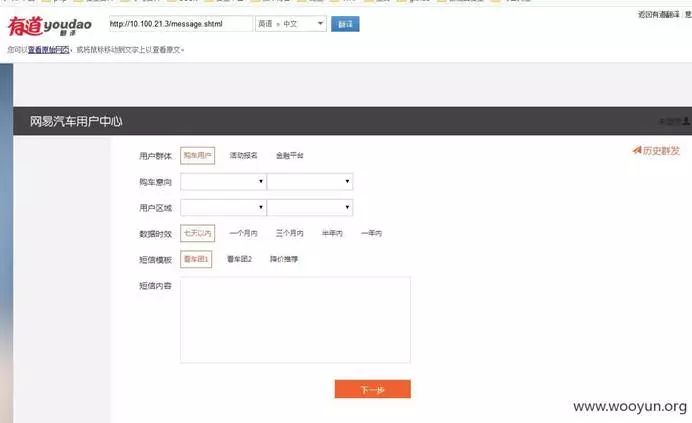 有道 youdao 翻译
http://10.100.21.3/message.shtml
英语 » 中文
翻译
返回有道翻译
您可以查看原始网页，或将鼠标移动到文字上以查看原文。
网易汽车用户中心
历史群发
用户群体 购车用户 活动报名 金融平台
购车意向
用户区域
数据时效 七天以内 一个月内 三个月内 半年内 一年内
短信模板 看车团1 看车团2 降价推荐
短信内容
下一步
www.wooyun.org